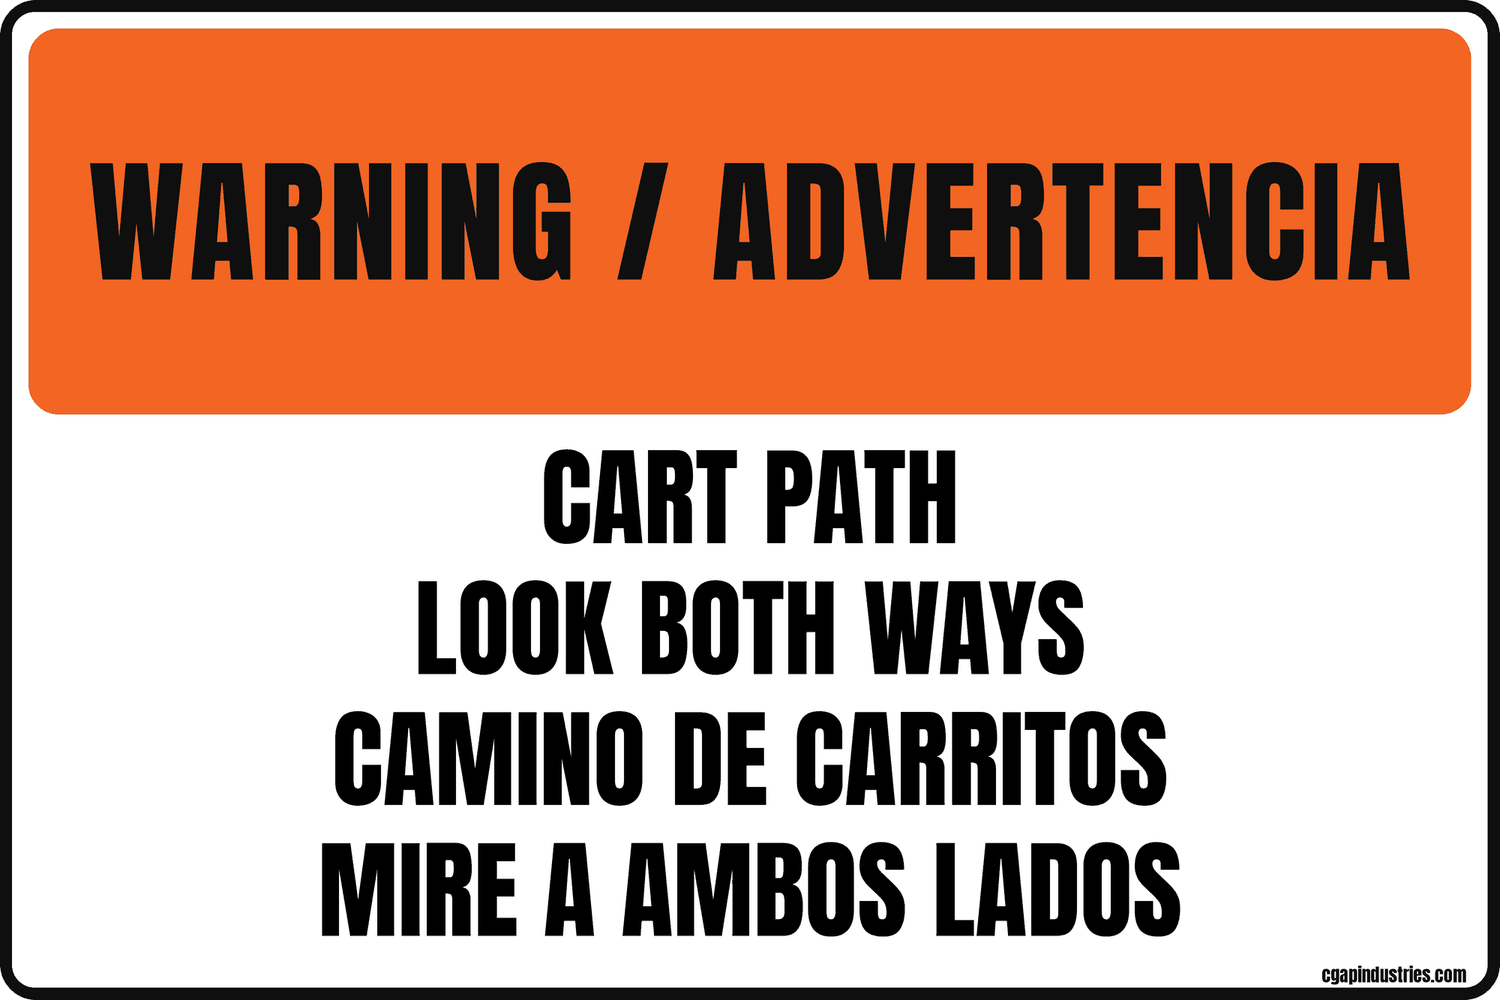 WARNING / ADVERTENCIA
CART PATH
LOOK BOTH WAYS
CAMINO DE CARRITOS
MIRE A AMBOS LADOS
cgapindustries.com